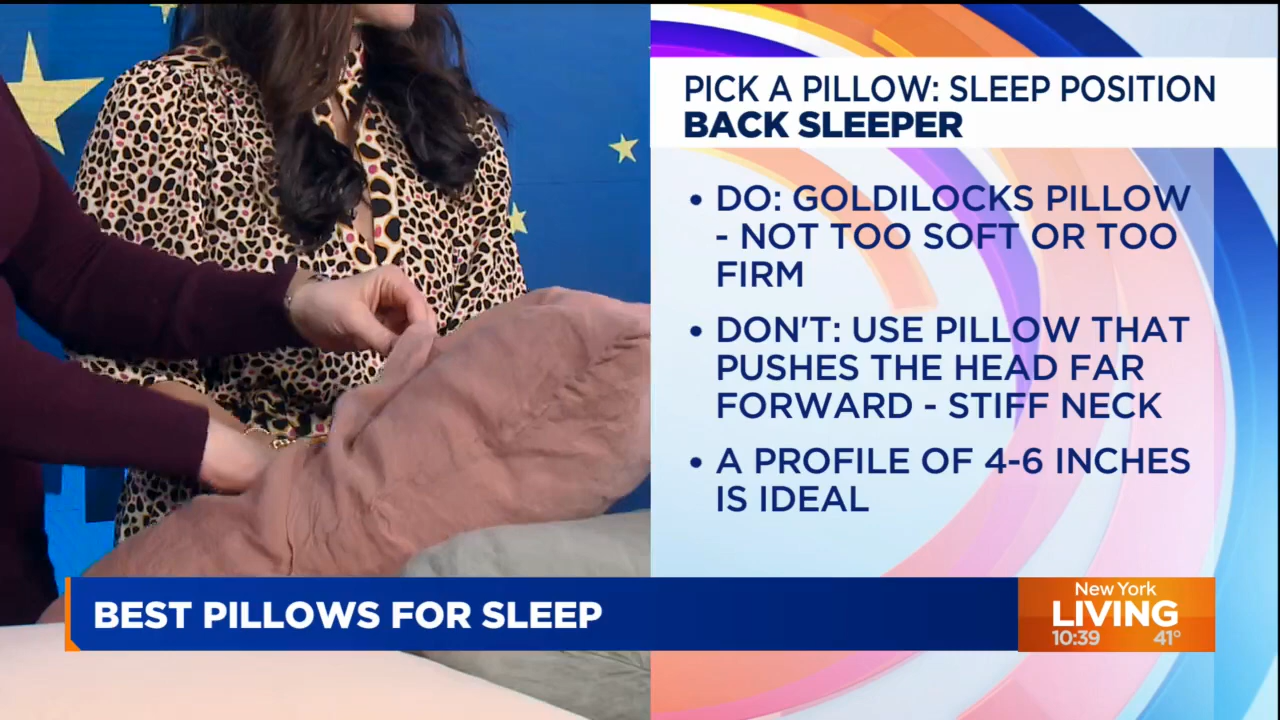 PICK A PILLOW: SLEEP POSITION
BACK SLEEPER
• DO: GOLDILOCKS PILLOW
- NOT TOO SOFT OR TOO
FIRM
• DON'T: USE PILLOW THAT
PUSHES THE HEAD FAR
FORWARD - STIFF NECK
• A PROFILE OF 4-6 INCHES
IS IDEAL
BEST PILLOWS FOR SLEEP
New York
LIVING
10:39 41°